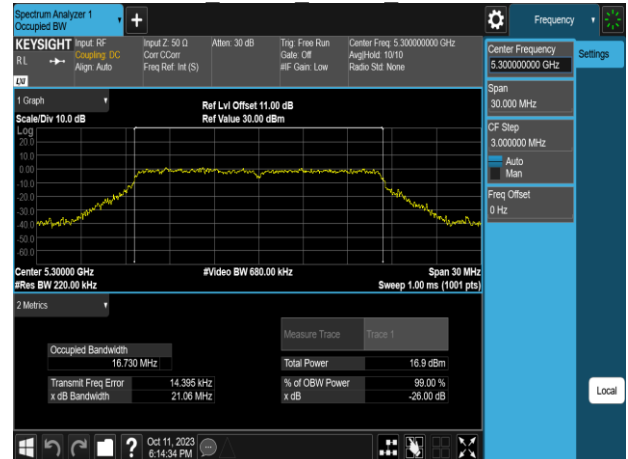 Spectrum Analyzer 1
Occupied BW
+
Frequency
KEYSIGHT
RL
LXI
Input: RF
Coupling: DC
Align: Auto
Input Z: 50 Ω
Corr CCorr
Freq Ref: Int (S)
Atten: 30 dB
Trig: Free Run
Gate: Off
#IF Gain: Low
Center Freq: 5.300000000 GHz
Avg|Hold: 10/10
Radio Std: None
Center Frequency
5.300000000 GHz
Settings
Span
30.000 MHz
CF Step
3.000000 MHz
Auto
Man
Freq Offset
0 Hz
Local
1 Graph
Scale/Div 10.0 dB
Ref Lvl Offset 11.00 dB
Ref Value 30.00 dBm
Log
20.0
10.0
0.00
-10.0
-20.0
-30.0
-40.0
-50.0
-60.0
Center 5.30000 GHz
#Video BW 680.00 kHz
Span 30 MHz
#Res BW 220.00 kHz
Sweep 1.00 ms (1001 pts)
2 Metrics
Measure Trace Trace 1
Occupied Bandwidth
16.730 MHz
Total Power 16.9 dBm
Transmit Freq Error 14.395 kHz
% of OBW Power 99.00 %
x dB Bandwidth 21.06 MHz
x dB -26.00 dB
?
Oct 11, 2023
6:14:34 PM